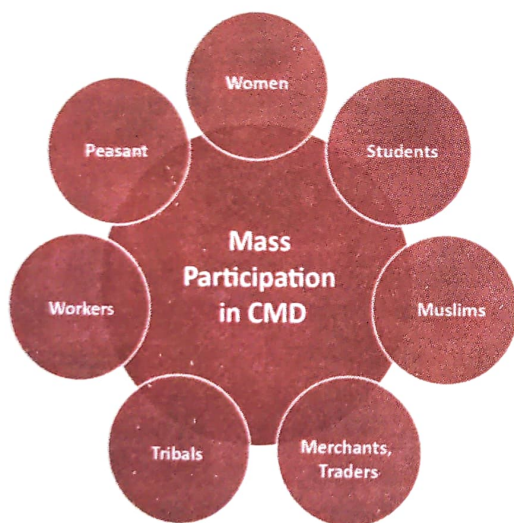 Women
Students
Muslims
Merchants,
Traders
Tribals
Workers
Peasant
Mass
Participation
in CMD